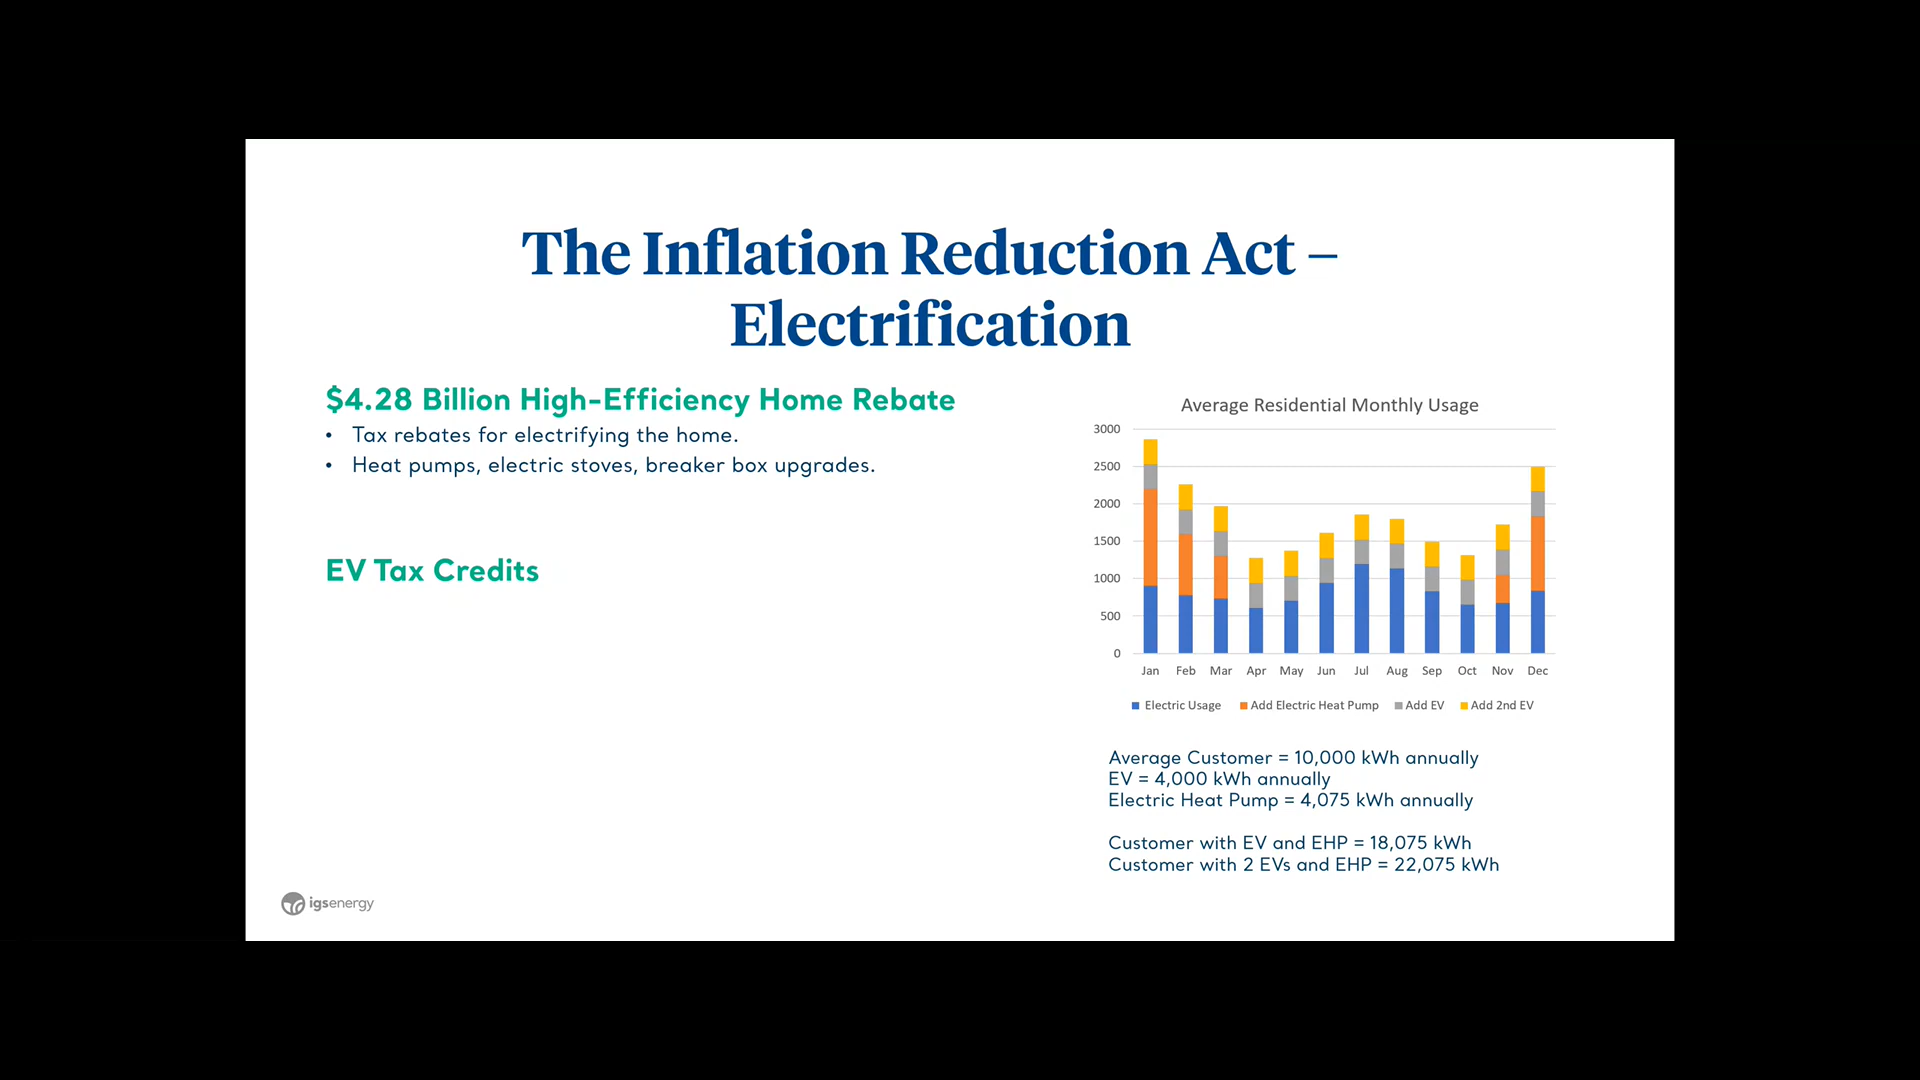 The Inflation Reduction Act –
Electrification
$4.28 Billion High-Efficiency Home Rebate
• Tax rebates for electrifying the home.
• Heat pumps, electric stoves, breaker box upgrades.
EV Tax Credits
Average Residential Monthly Usage
3000
2500
2000
1500
1000
500
0
Jan Feb Mar Apr May Jun Jul Aug Sep Oct Nov Dec
Electric Usage Add Electric Heat Pump Add EV Add 2nd EV
Average Customer = 10,000 kWh annually
EV = 4,000 kWh annually
Electric Heat Pump = 4,075 kWh annually
Customer with EV and EHP = 18,075 kWh
Customer with 2 EVs and EHP = 22,075 kWh
igsenergy